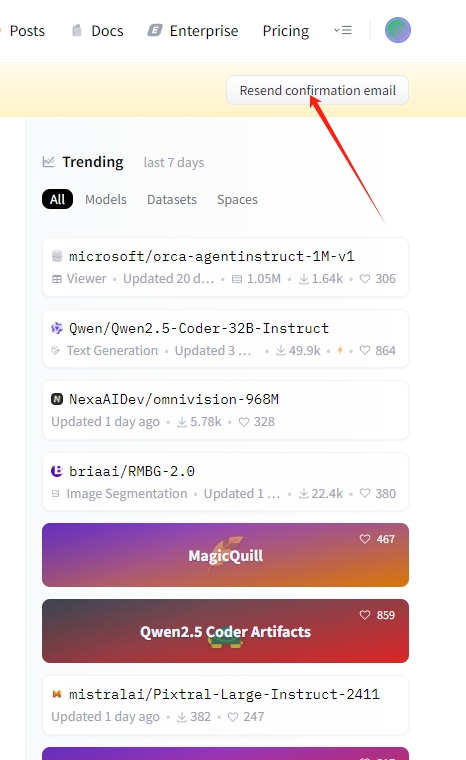 Posts Docs Enterprise Pricing
Resend confirmation email
Trending last 7 days
All Models Datasets Spaces
microsoft/orca-agentinstruct-1M-v1
Viewer • Updated 20 d… • 1.05M • 1.64k • 306
Qwen/Qwen2.5-Coder-32B-Instruct
Text Generation • Updated 3 … • 49.9k • • 864
NexaAIDev/omnivision-968M
Updated 1 day ago • 5.78k • 328
briaai/RMBG-2.0
Image Segmentation • Updated 1 … • 22.4k • 380
467
MagicQuill
859
Qwen2.5 Coder Artifacts
mistralai/Pixtral-Large-Instruct-2411
Updated 1 day ago • 382 • 247